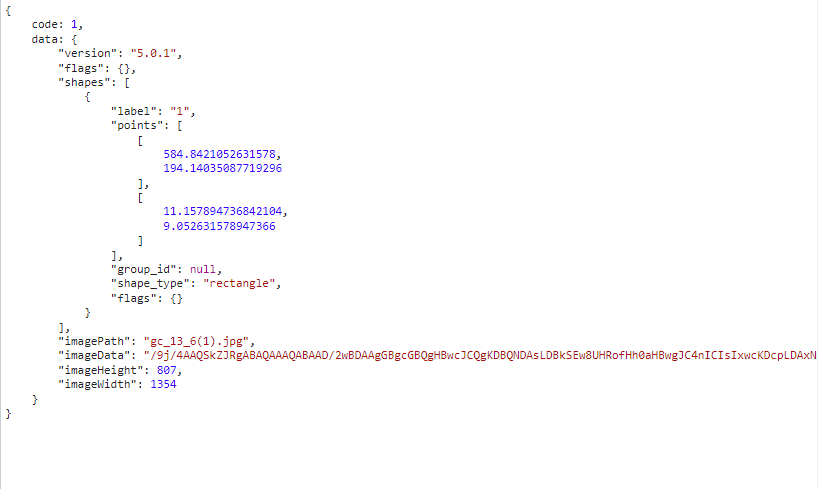 {
code: 1,
data: {
"version": "5.0.1",
"flags": {},
"shapes": [
{
"label": "1",
"points": [
[
584.8421052631578,
194.14035087719296
],
[
11.157894736842104,
9.052631578947366
]
],
"group_id": null,
"shape_type": "rectangle",
"flags": {}
}
],
"imagePath": "gc_13_6(1).jpg",
"imageData": "/9j/4AAQSkZJRgABAQAAAQABAAD/2wBDAAgGBgcGBQgHBwcJCQgKDBQNDAsLDBkSEw8UHRofHh0aHBwgJC4nICIsIxwcKDcpLDAxN
"imageHeight": 807,
"imageWidth": 1354
}
}